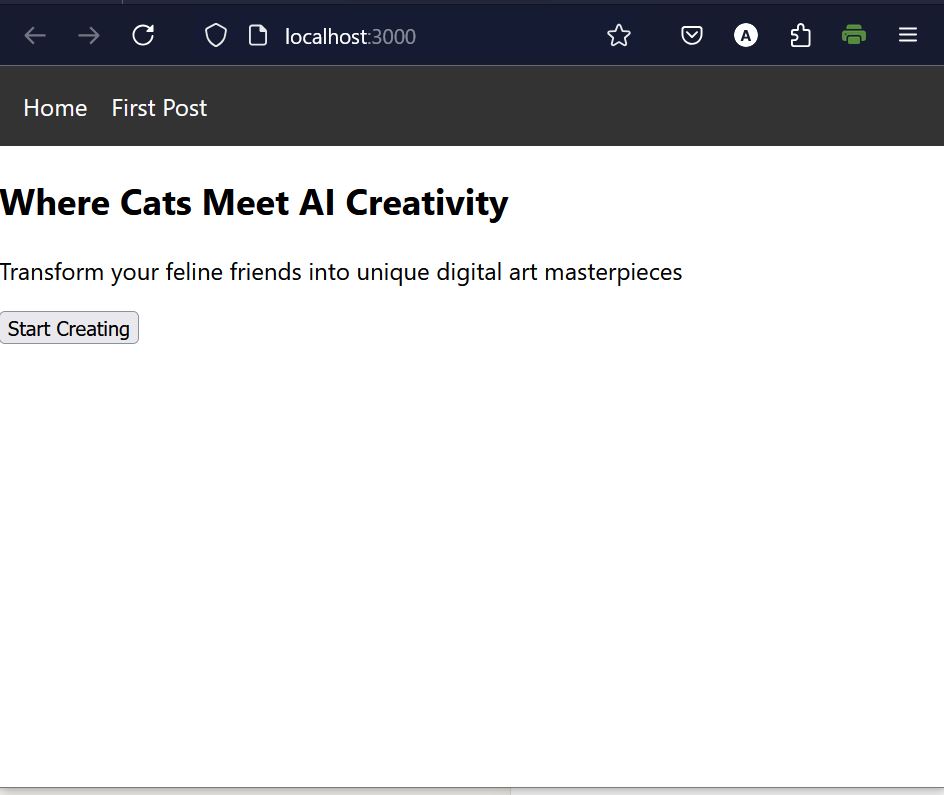 localhost:3000
A
Home First Post
Where Cats Meet AI Creativity
Transform your feline friends into unique digital art masterpieces
Start Creating